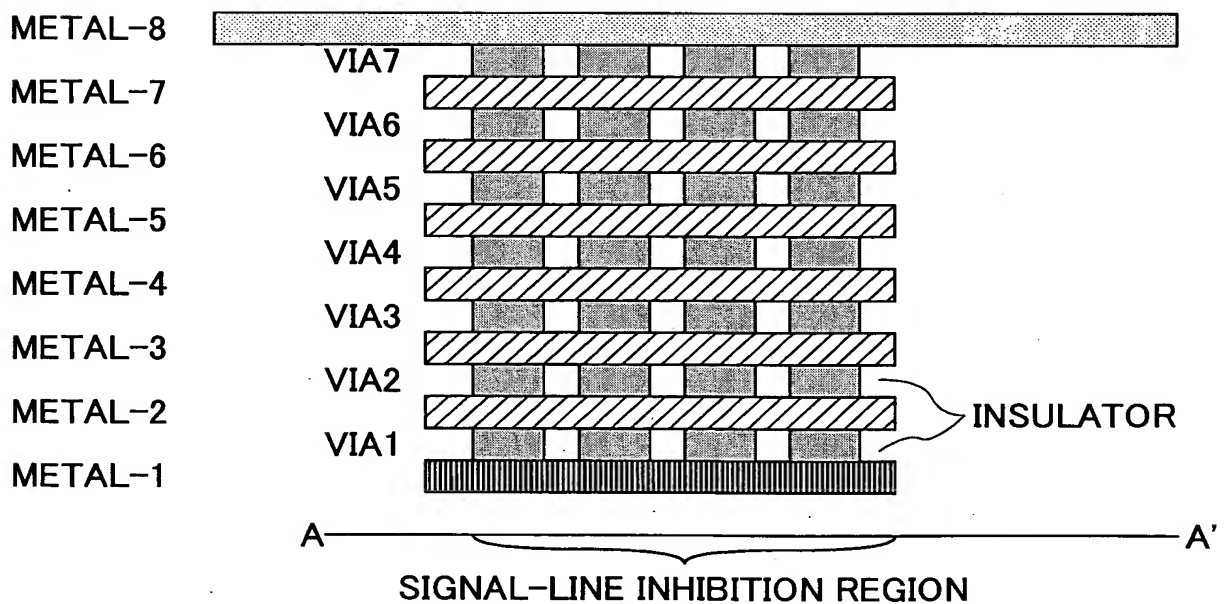 METAL-8
VIA7
METAL-7
VIA6
METAL-6
VIA5
METAL-5
VIA4
METAL-4
VIA3
METAL-3
VIA2
METAL-2
INSULATOR
VIA1
METAL-1
A
A'
SIGNAL-LINE INHIBITION REGION